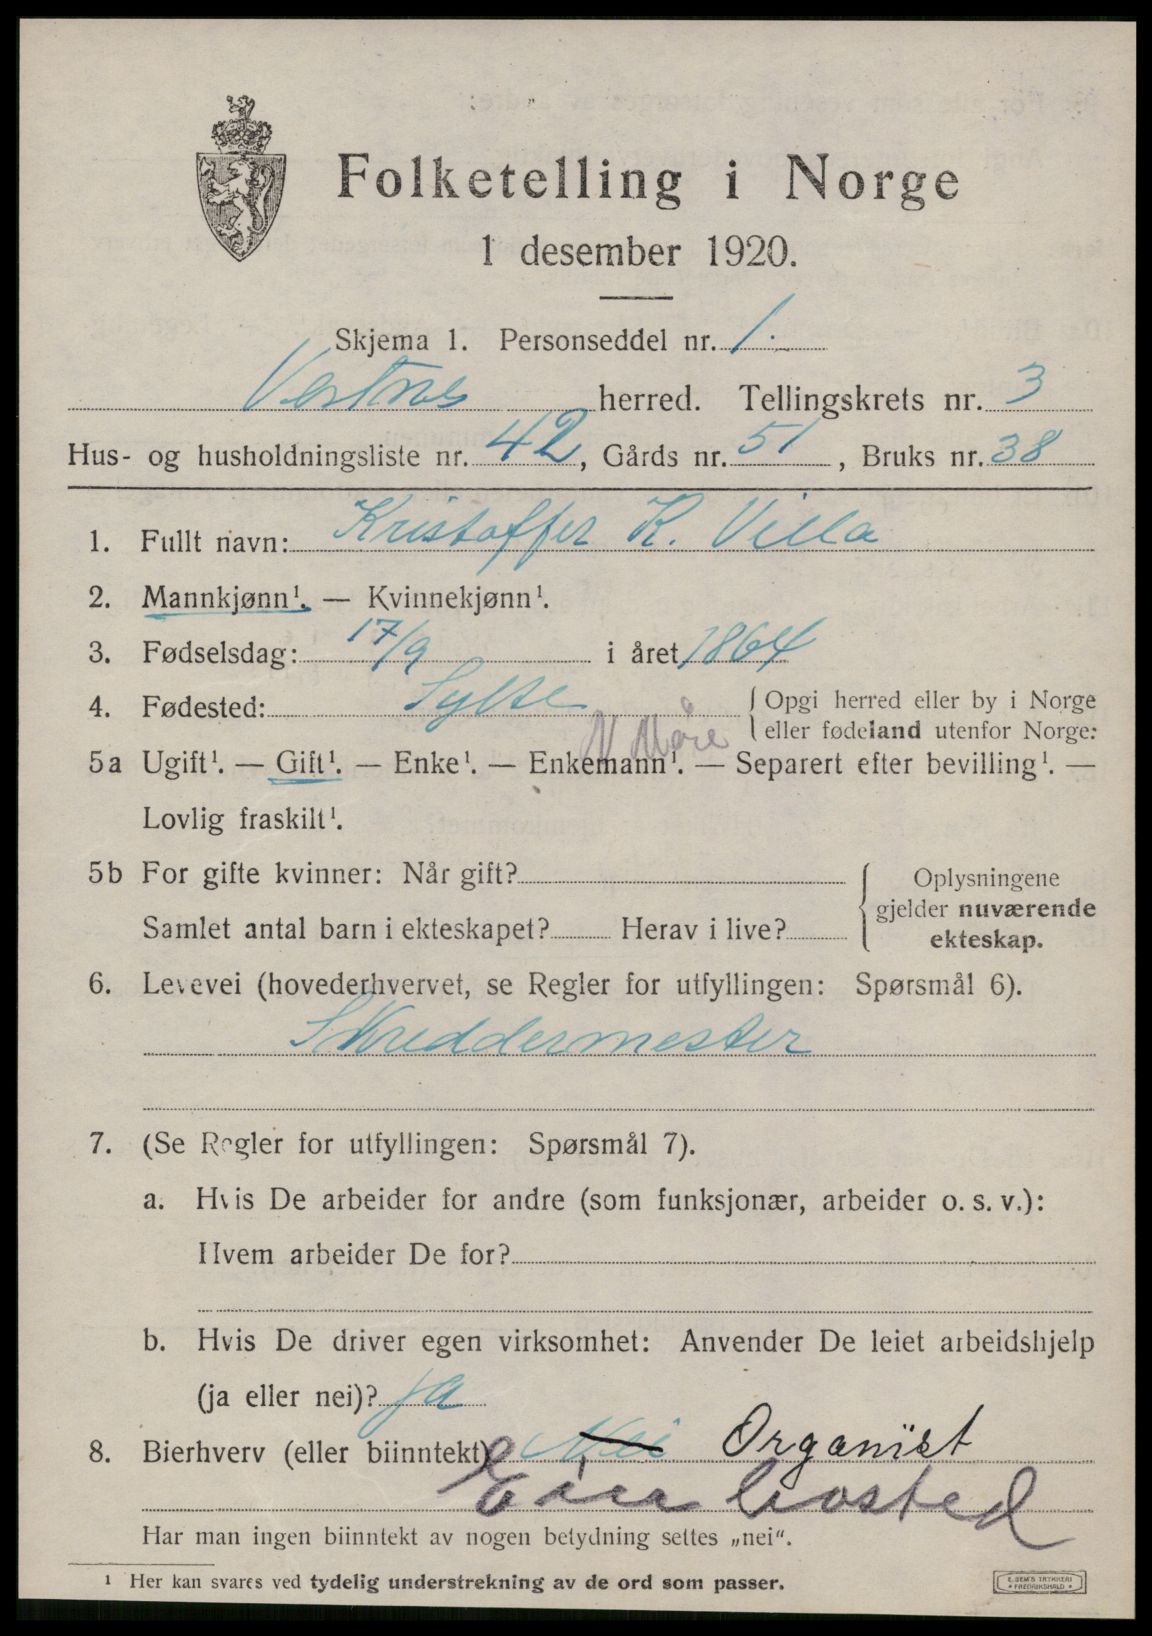 Folketelling i Norge
1 desember 1920.
Skjema 1. Personseddel nr. 1.
Vestnes herred. Tellingskrets nr. 3
Hus- og husholdningsliste nr. 42, Gårds nr. 51, Bruks nr. 38
1. Fullt navn: Kristoffer K. Villa
2. Mannkjønn¹. — Kvinnekjønn¹.
3. Fødselsdag: 17/9 i året 1864
4. Fødested: Sylte { Opgi herred eller by i Norge
eller fødeland utenfor Norge:
N Møre
5a Ugift¹. — Gift¹. — Enke¹. — Enkemann¹. — Separert efter bevilling¹. —
Lovlig fraskilt¹.
5b For gifte kvinner: Når gift?
Samlet antal barn i ekteskapet? Herav i live?
Oplysningene
gjelder nuværende
ekteskap.
6. Levevei (hovederhvervet, se Regler for utfyllingen: Spørsmål 6).
Skreddermester
7. (Se Regler for utfyllingen: Spørsmål 7).
a. Hvis De arbeider for andre (som funksjonær, arbeider o. s. v.):
Hvem arbeider De for?
b. Hvis De driver egen virksomhet: Anvender De leiet arbeidshjelp
(ja eller nei)? ja
8. Bierhverv (eller biinntekt) Nei Organist
Har man ingen biinntekt av nogen betydning settes „nei“.
¹ Her kan svares ved tydelig understrekning av de ord som passer.
E. SEM'S TRYKKERI
FREDRIKSHALD